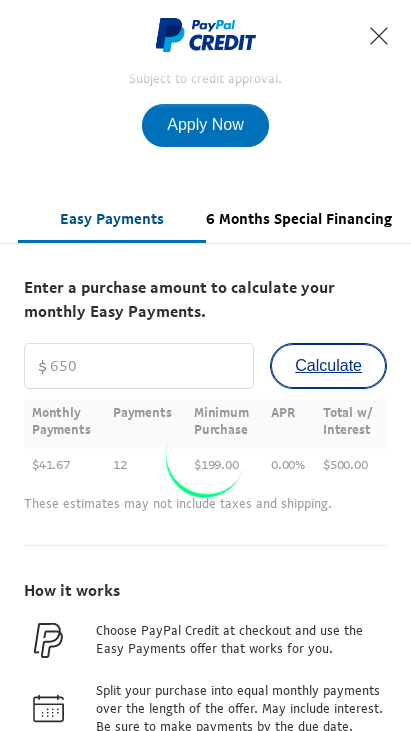 PayPal
CREDIT
Subject to credit approval.
Apply Now
Easy Payments
6 Months Special Financing
Enter a purchase amount to calculate your
monthly Easy Payments.
$ 650
Calculate
Monthly Payments
Payments
Minimum Purchase
APR
Total w/ Interest
$41.67 12 $199.00 0.00% $500.00
These estimates may not include taxes and shipping.
How it works
Choose PayPal Credit at checkout and use the
Easy Payments offer that works for you.
Split your purchase into equal monthly payments
over the length of the offer. May include interest.
Be sure to make payments by the due date.